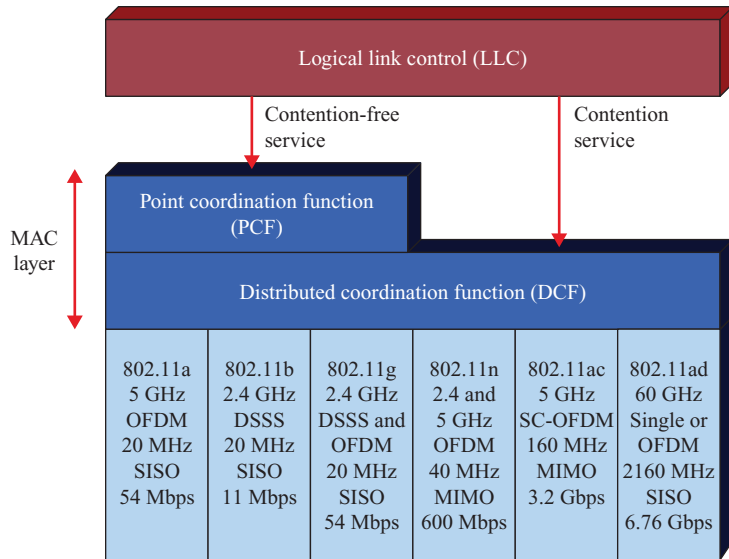 Logical link control (LLC)
Contention-free
service
Contention
service
Point coordination function
(PCF)
MAC
layer
Distributed coordination function (DCF)
802.11a
5 GHz
OFDM
20 MHz
SISO
54 Mbps
802.11b
2.4 GHz
DSSS
20 MHz
SISO
11 Mbps
802.11g
2.4 GHz
DSSS and
OFDM
20 MHz
SISO
54 Mbps
802.11n
2.4 and
5 GHz
OFDM
40 MHz
MIMO
600 Mbps
802.11ac
5 GHz
SC-OFDM
160 MHz
MIMO
3.2 Gbps
802.11ad
60 GHz
Single or
OFDM
2160 MHz
SISO
6.76 Gbps